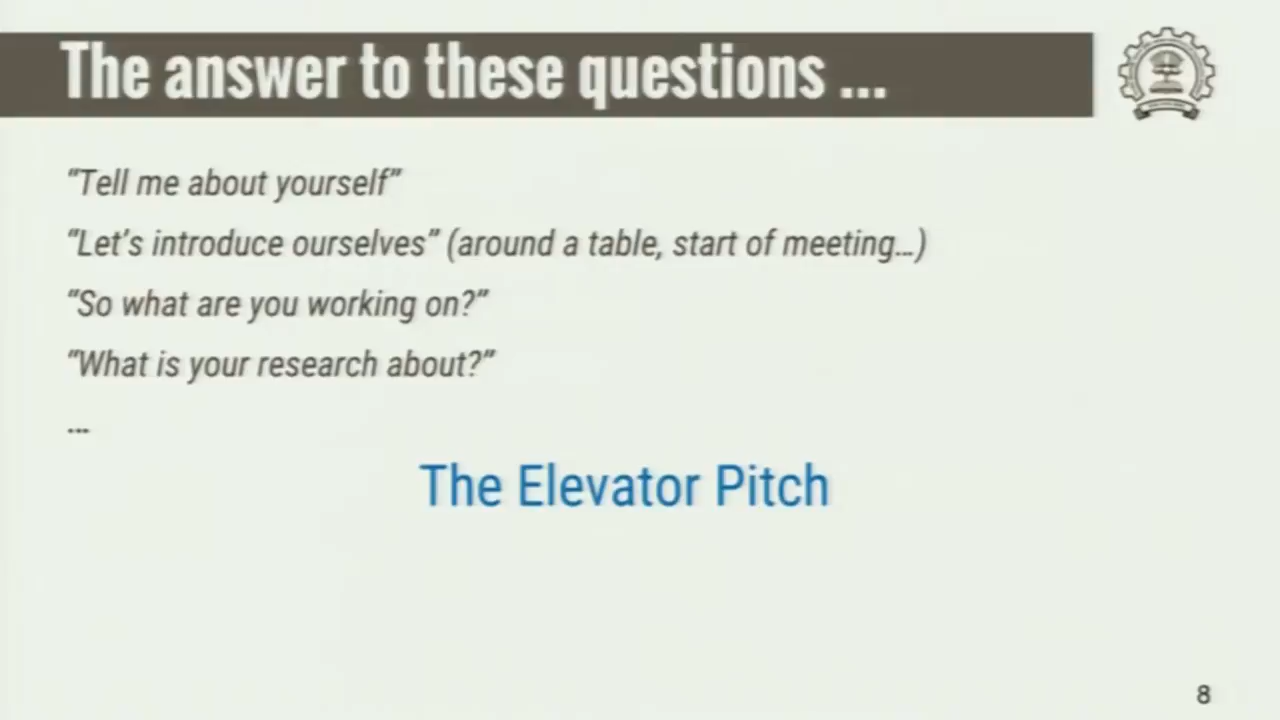 The answer to these questions ...
“Tell me about yourself”
“Let’s introduce ourselves” (around a table, start of meeting…)
“So what are you working on?”
“What is your research about?”
...
The Elevator Pitch
8